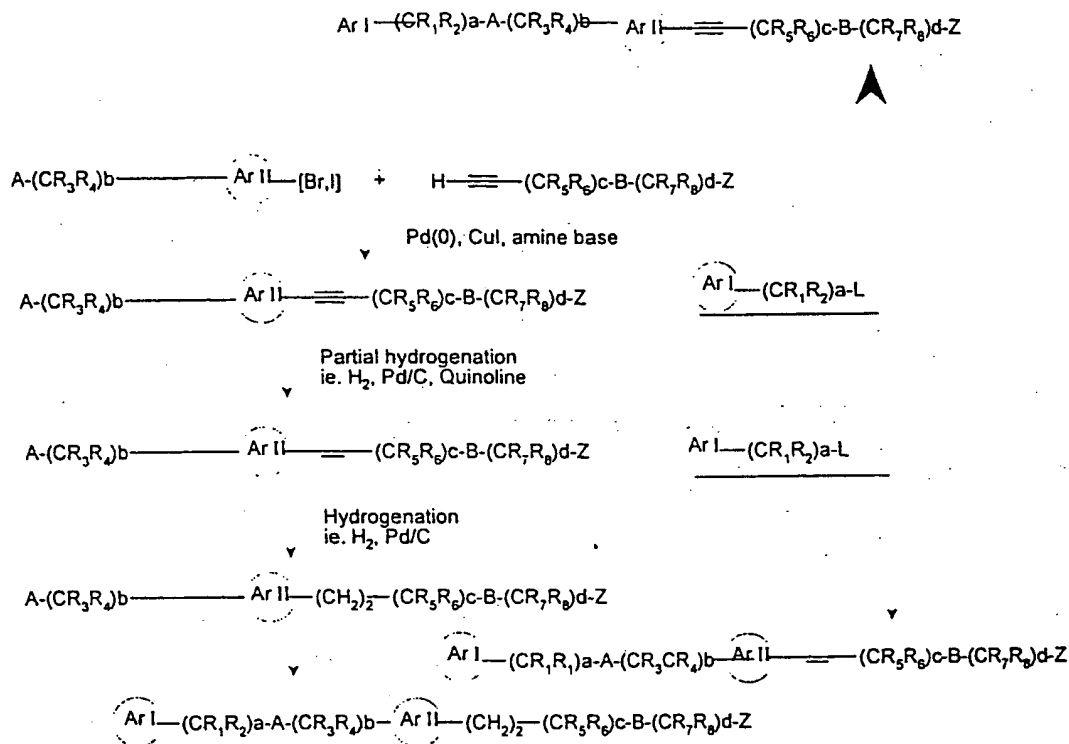 Ar I—(CR₁R₂)a-A-(CR₃R₄)b—Ar II—≡—(CR₅R₆)c-B-(CR₇R₈)d-Z
A-(CR₃R₄)b—Ar II—[Br,I] + H—≡—(CR₅R₆)c-B-(CR₇R₈)d-Z
Pd(0), CuI, amine base
A-(CR₃R₄)b—Ar II—≡—(CR₅R₆)c-B-(CR₇R₈)d-Z
Ar I—(CR₁R₂)a-L
Partial hydrogenation
ie. H₂, Pd/C, Quinoline
A-(CR₃R₄)b—Ar II—=—(CR₅R₆)c-B-(CR₇R₈)d-Z
Ar I—(CR₁R₂)a-L
Hydrogenation
ie. H₂, Pd/C
A-(CR₃R₄)b—Ar II—(CH₂)₂—(CR₅R₆)c-B-(CR₇R₈)d-Z
Ar I—(CR₁R₁)a-A-(CR₃CR₄)b—Ar II—=—(CR₅R₆)c-B-(CR₇R₈)d-Z
Ar I—(CR₁R₂)a-A-(CR₃R₄)b—Ar II—(CH₂)₂—(CR₅R₆)c-B-(CR₇R₈)d-Z